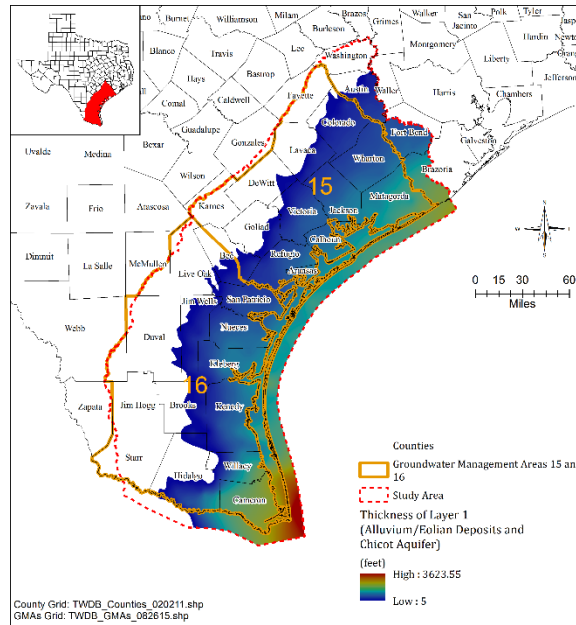 Burnet
Williamson
Milam
Brazos
Grimes
Walker
Polk
Tyler
Jasper
San
Jacinto
Hardin
Burleson
Lee
Montgomery
Blanco
Travis
Washington
Liberty
Jefferson
Hays
Bastrop
Austin
Waller
Harris
Chambers
Comal
Caldwell
Fayette
Colorado
Fort Bend
Guadalupe
Galveston
Uvalde
Medina
Bexar
Gonzales
Lavaca
Wharton
Brazoria
Wilson
DeWitt
15
Matagorda
Zavala
Frio
Atascosa
Karnes
Victoria
Jackson
Goliad
Calhoun
Dimmit
La Salle
McMullen
Bee
Refugio
Live Oak
Aransas
San Patricio
Jim Wells
Webb
Duval
Nueces
Kleberg
16
Zapata
Jim Hogg
Brooks
Kenedy
Starr
Willacy
Hidalgo
Cameron
N
W
E
S
60 30 0 60
Miles
Counties
Groundwater Management Areas 15 an
16
Study Area
Thickness of Layer 1
(Alluvium/Eolian Deposits and
Chicot Aquifer)
(feet)
High : 3623.55
Low : 5
County Grid: TWDB_Counties_020211.shp
GMAs Grid: TWDB_GMAs_082615.shp